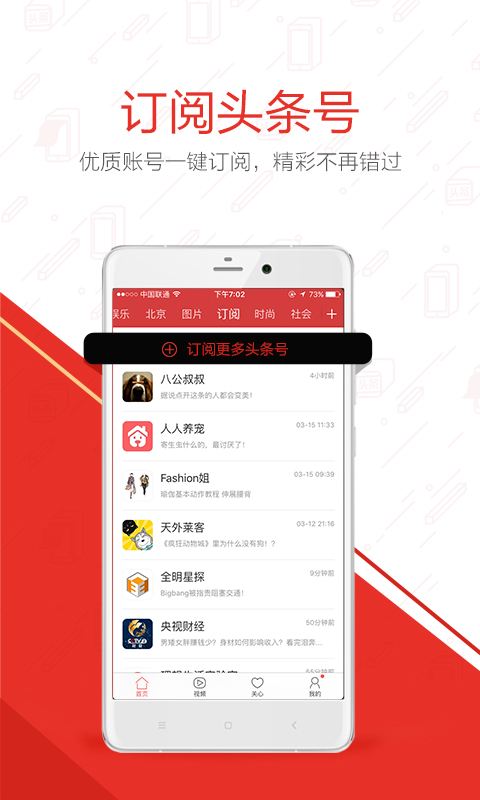 订阅头条号
优质账号一键订阅，精彩不再错过
中国联通 下午7:02 73%
娱乐 北京 图片 订阅 时尚 社会 +
订阅更多头条号
八公叔叔 4小时前
据说点开这条的人都会变美！
人人养宠 03-15 11:33
寄生虫什么的，最讨厌了！
Fashion姐 03-15 09:39
瑜伽基本动作教程 伸展腰背
天外莱客 03-12 21:16
《疯狂动物城》里为什么没有狗！？
全明星探 9分钟前
Bigbang被指责阻塞交通！
央视财经 50分钟前
男矮女胖赚钱少？身材如何影响收入？看完泪奔...
首页 视频 关心 我的